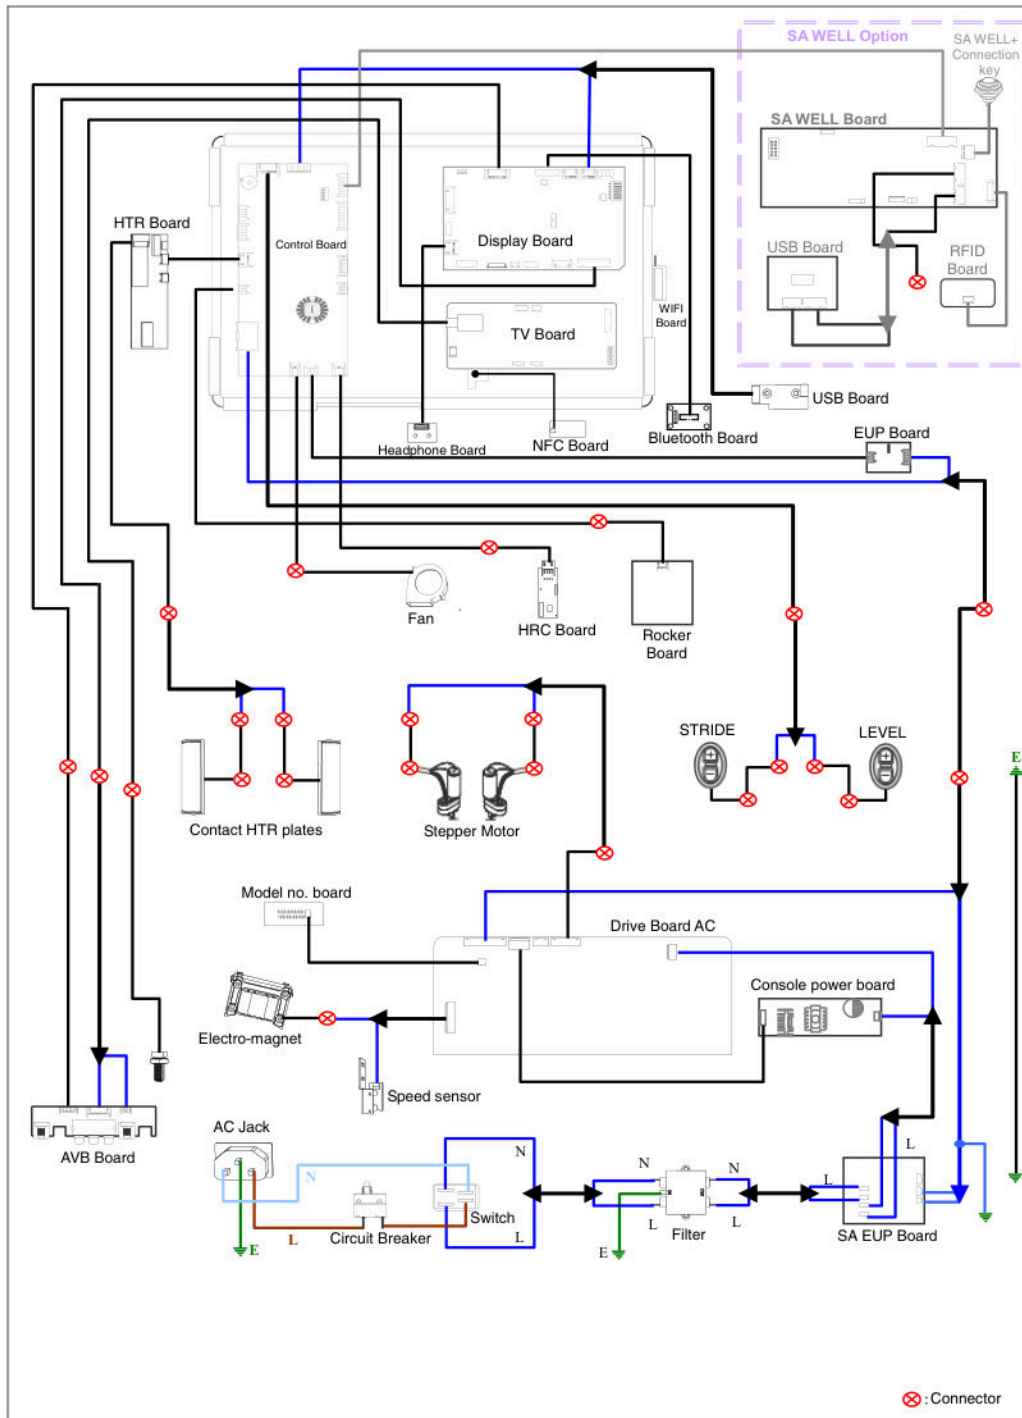 SA WELL Option
SA WELL+
Connection
key
SA WELL Board
HTR Board
Control Board
Display Board
USB Board
RFID
Board
WIFI
Board
TV Board
USB Board
Headphone Board
NFC Board
Bluetooth Board
EUP Board
Fan
HRC Board
Rocker
Board
STRIDE
LEVEL
E
Contact HTR plates
Stepper Motor
Model no. board
Drive Board AC
Console power board
Electro-magnet
Speed sensor
AC Jack
AVB Board
N
N
N
N
L
L
E
L
Circuit Breaker
Switch
L
E
L
Filter
L
SA EUP Board
: Connector